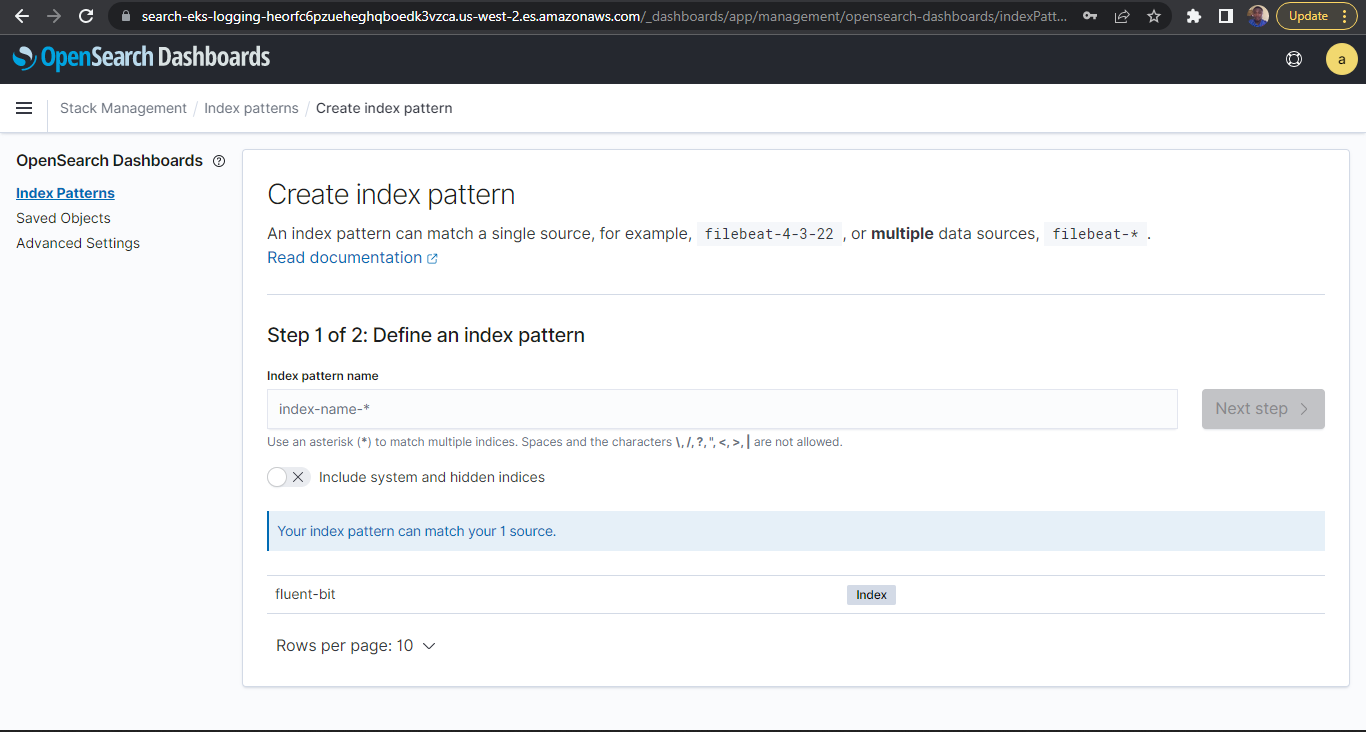 search-eks-logging-heorfc6pzueheghqboedk3vzca.us-west-2.es.amazonaws.com/_dashboards/app/management/opensearch-dashboards/indexPatt...
Update
OpenSearch Dashboards
a
Stack Management / Index patterns / Create index pattern
OpenSearch Dashboards
Index Patterns
Saved Objects
Advanced Settings
Create index pattern
An index pattern can match a single source, for example, filebeat-4-3-22 , or multiple data sources, filebeat-* .
Read documentation
Step 1 of 2: Define an index pattern
Index pattern name
index-name-*
Next step
Use an asterisk (*) to match multiple indices. Spaces and the characters \, /, ?, ", <, >, | are not allowed.
Include system and hidden indices
Your index pattern can match your 1 source.
fluent-bit Index
Rows per page: 10